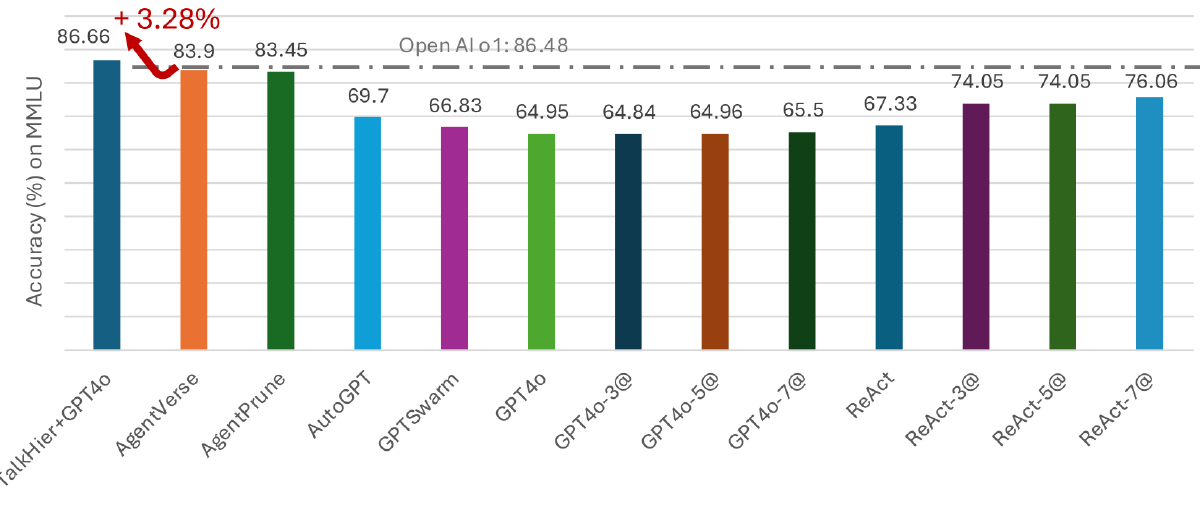 + 3.28%
86.66
83.9
83.45
Open AI o1: 86.48
69.7
66.83
64.95
64.84
64.96
65.5
67.33
74.05
74.05
76.06
Accuracy (%) on MMLU
TalkHier+GPT4o
AgentVerse
AgentPrune
AutoGPT
GPTSwarm
GPT4o
GPT4o-3@
GPT4o-5@
GPT4o-7@
ReAct
ReAct-3@
ReAct-5@
ReAct-7@